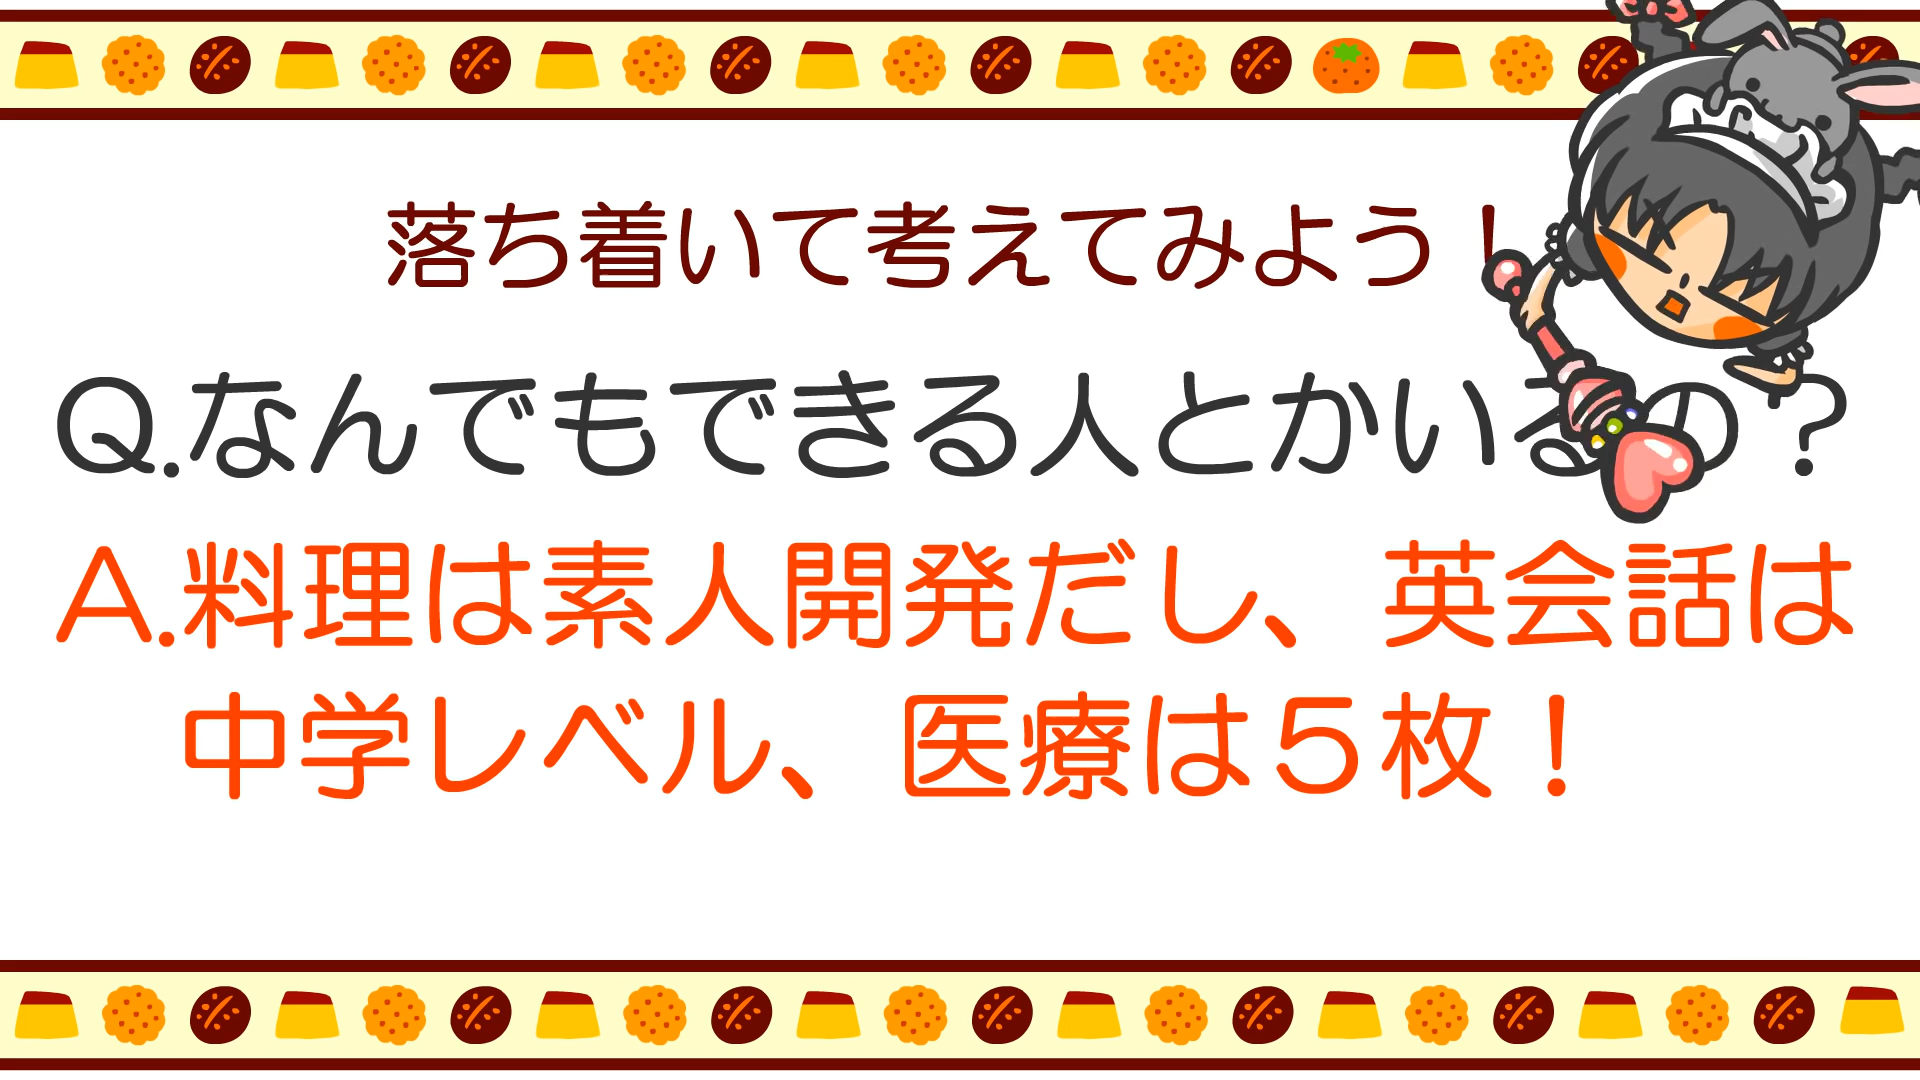 落ち着いて考えてみよう！
Q.なんでもできる人とかいるの？
A.料理は素人開発だし、英会話は
中学レベル、医療は５枚！